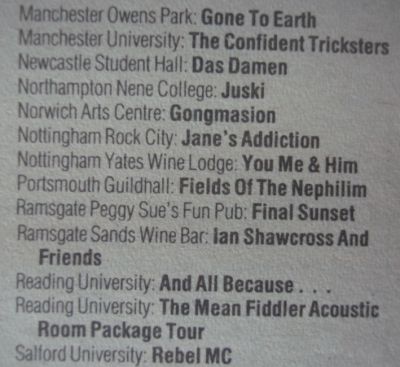 Manchester Owens Park: Gone To Earth
Manchester University: The Confident Tricksters
Newcastle Student Hall: Das Damen
Northampton Nene College: Juski
Norwich Arts Centre: Gongmasion
Nottingham Rock City: Jane's Addiction
Nottingham Yates Wine Lodge: You Me & Him
Portsmouth Guildhall: Fields Of The Nephilim
Ramsgate Peggy Sue's Fun Pub: Final Sunset
Ramsgate Sands Wine Bar: Ian Shawcross And
Friends
Reading University: And All Because . . .
Reading University: The Mean Fiddler Acoustic
Room Package Tour
Salford University: Rebel MC